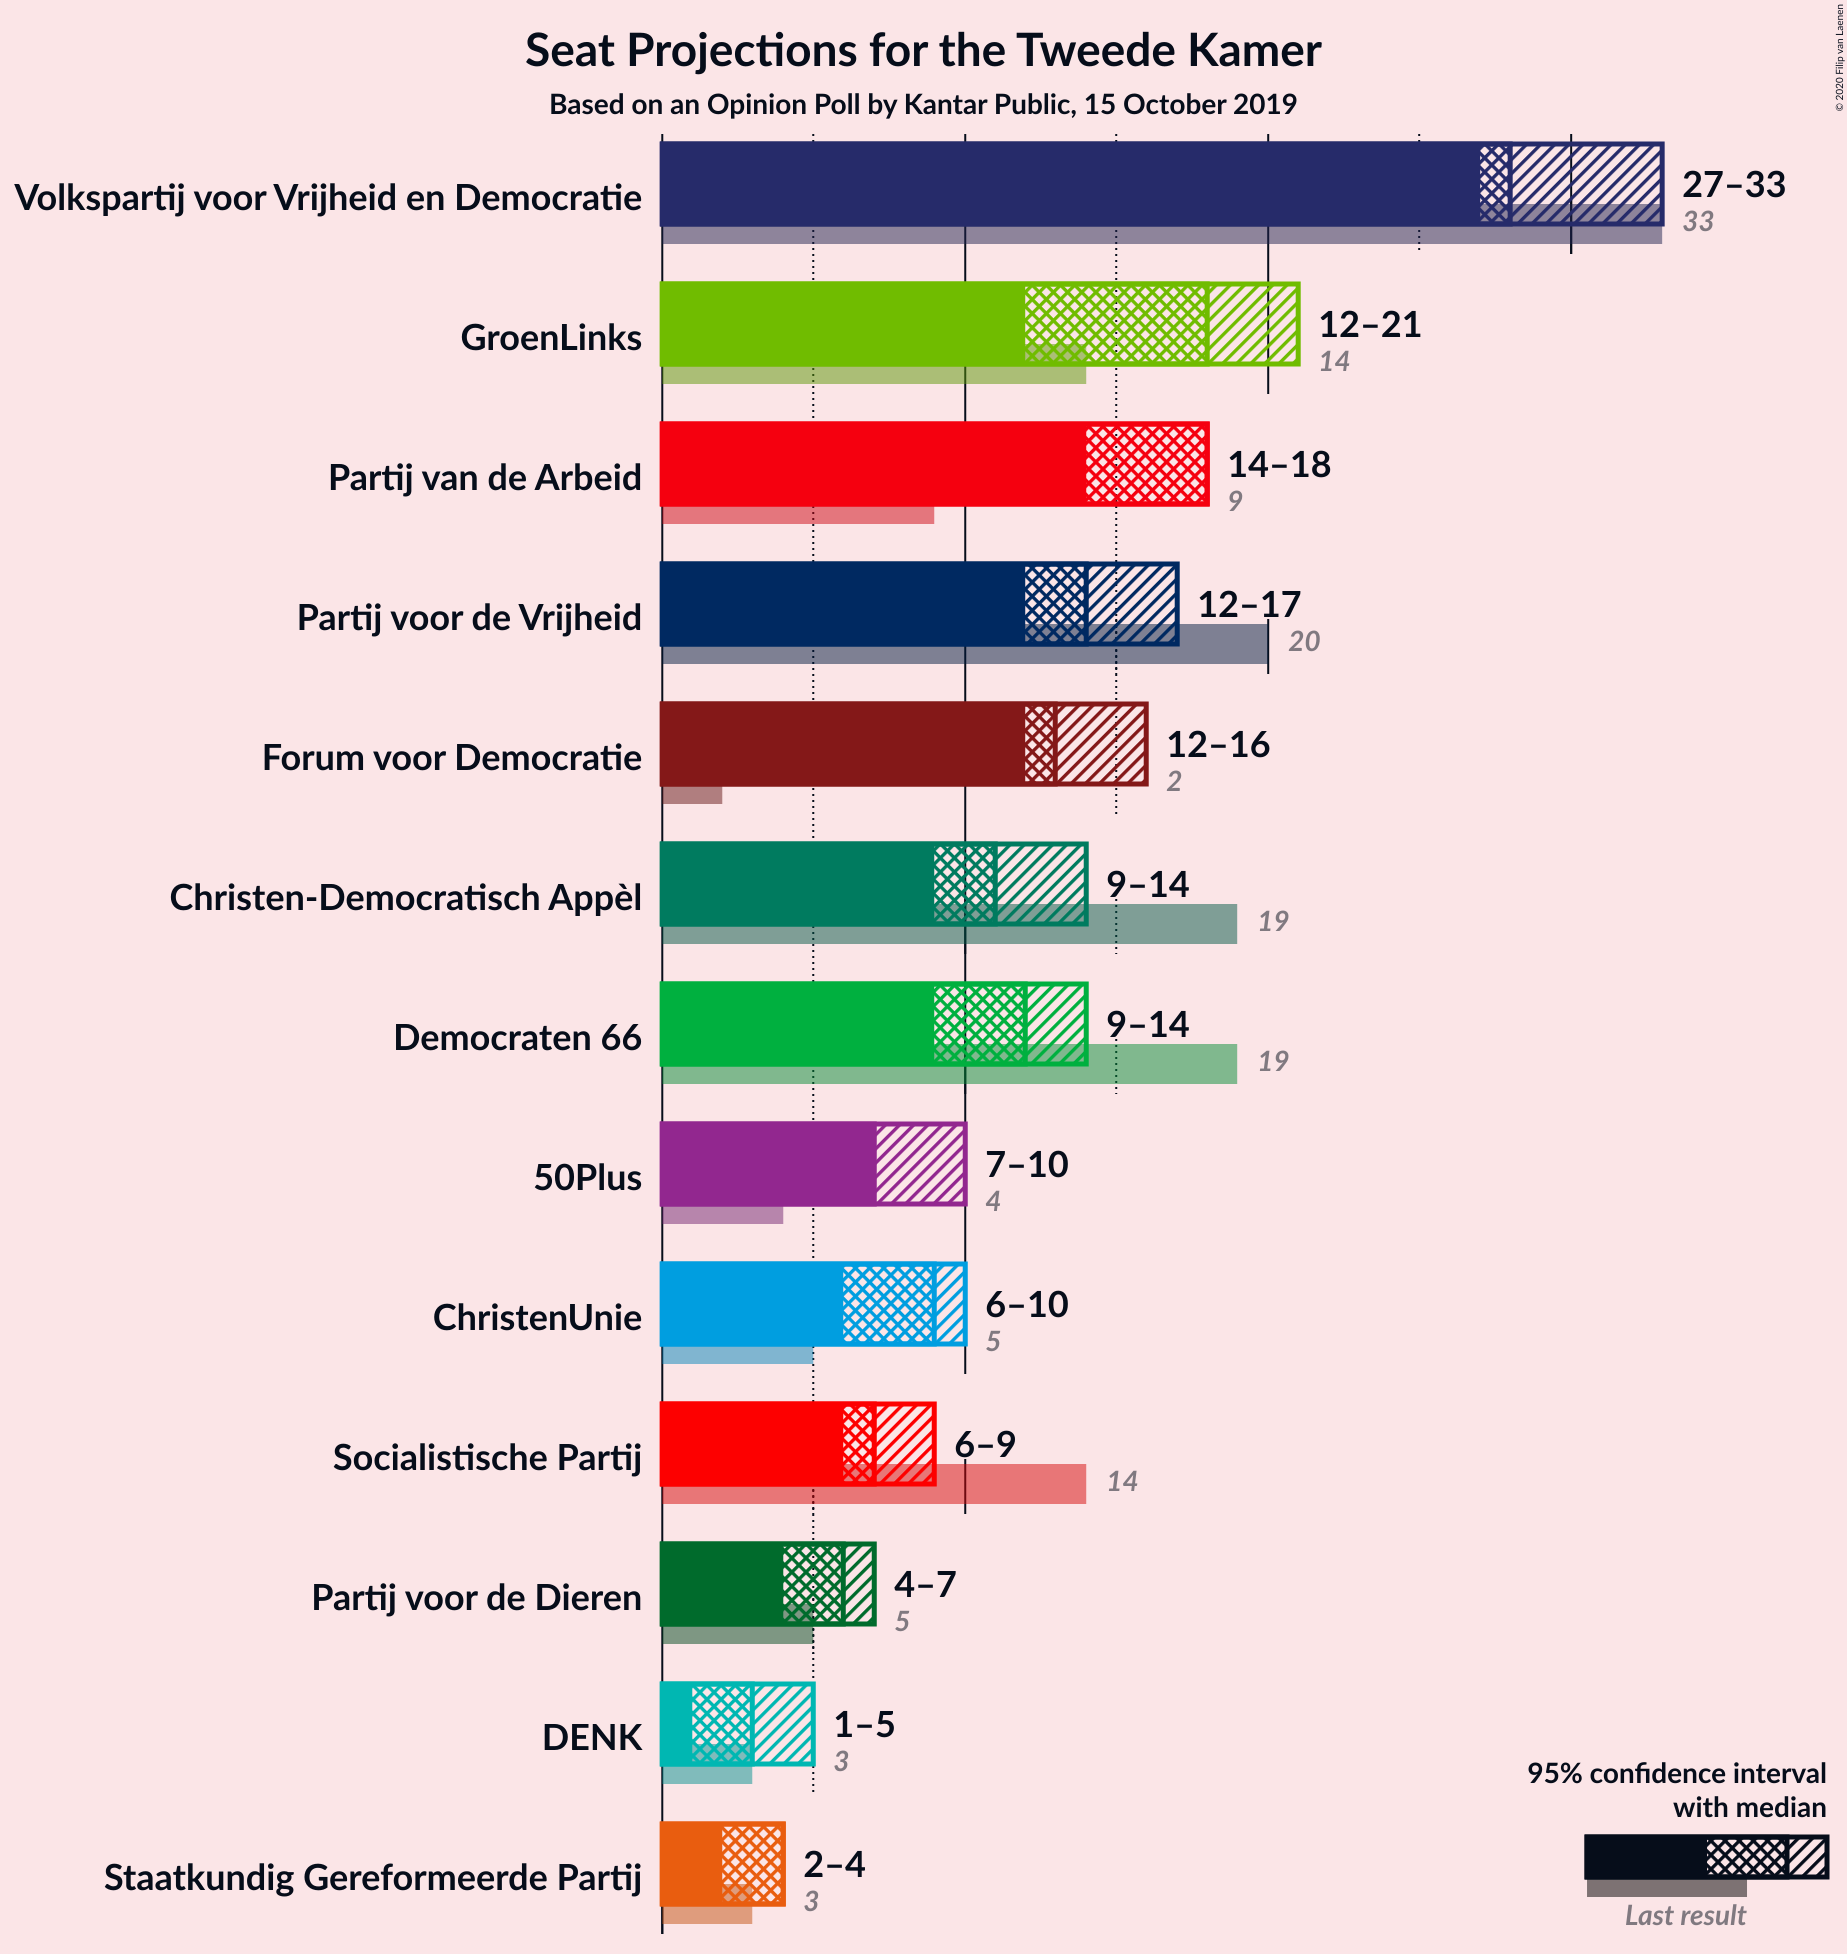 Seat Projections for the Tweede Kamer
Based on an Opinion Poll by Kantar Public, 15 October 2019
© 2020 Filip van Laenen
Volkspartij voor Vrijheid en Democratie
27–33
33
GroenLinks
12–21
14
Partij van de Arbeid
14–18
9
Partij voor de Vrijheid
12–17
20
Forum voor Democratie
12–16
2
Christen-Democratisch Appèl
9–14
19
Democraten 66
9–14
19
50Plus
7–10
4
ChristenUnie
6–10
5
Socialistische Partij
6–9
14
Partij voor de Dieren
4–7
5
DENK
1–5
3
Staatkundig Gereformeerde Partij
2–4
3
95% confidence interval
with median
Last result